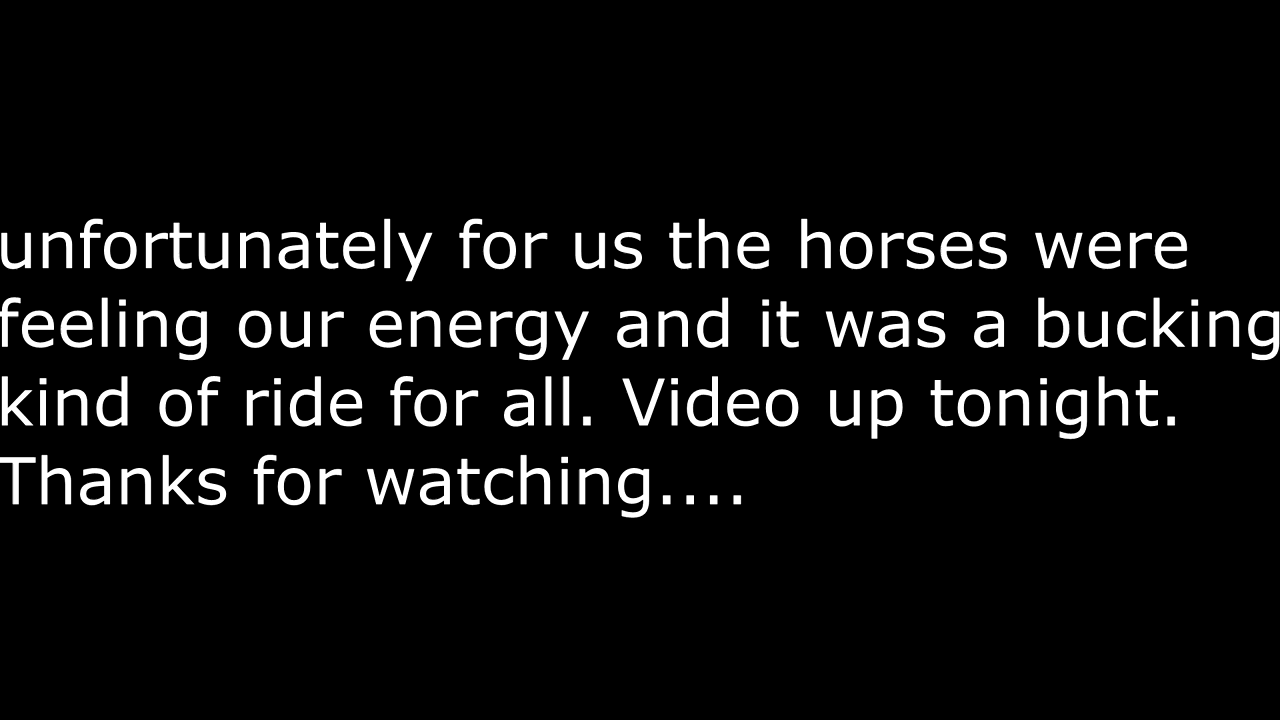 unfortunately for us the horses were
feeling our energy and it was a bucking
kind of ride for all. Video up tonight.
Thanks for watching....